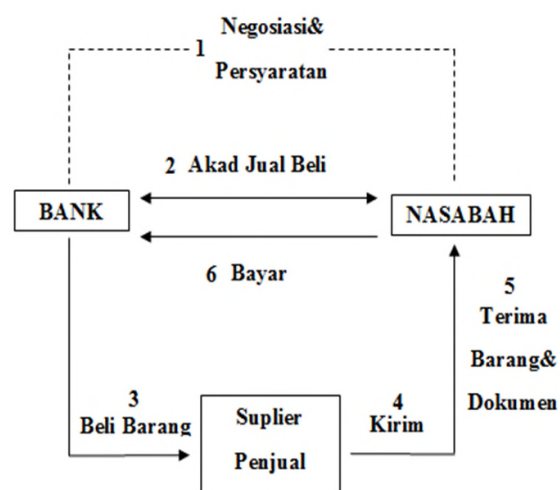 1 Negosiasi&
Persyaratan
2 Akad Jual Beli
BANK
NASABAH
6 Bayar
5
Terima
Barang&
Dokumen
3
Beli Barang
Suplier
Penjual
4
Kirim